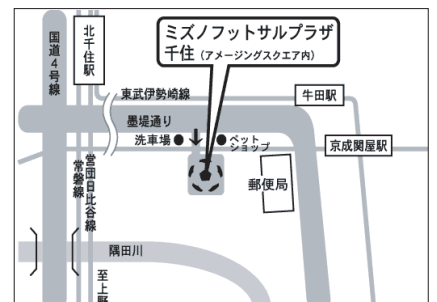 ミズノフットサルプラザ
千住（アメージングスクエア内）
国道4号線
北千住駅
東武伊勢崎線
牛田駅
墨堤通り
洗車場
ペット
ショップ
京成関屋駅
営団日比谷線
常磐線
郵便局
隅田川
至上野